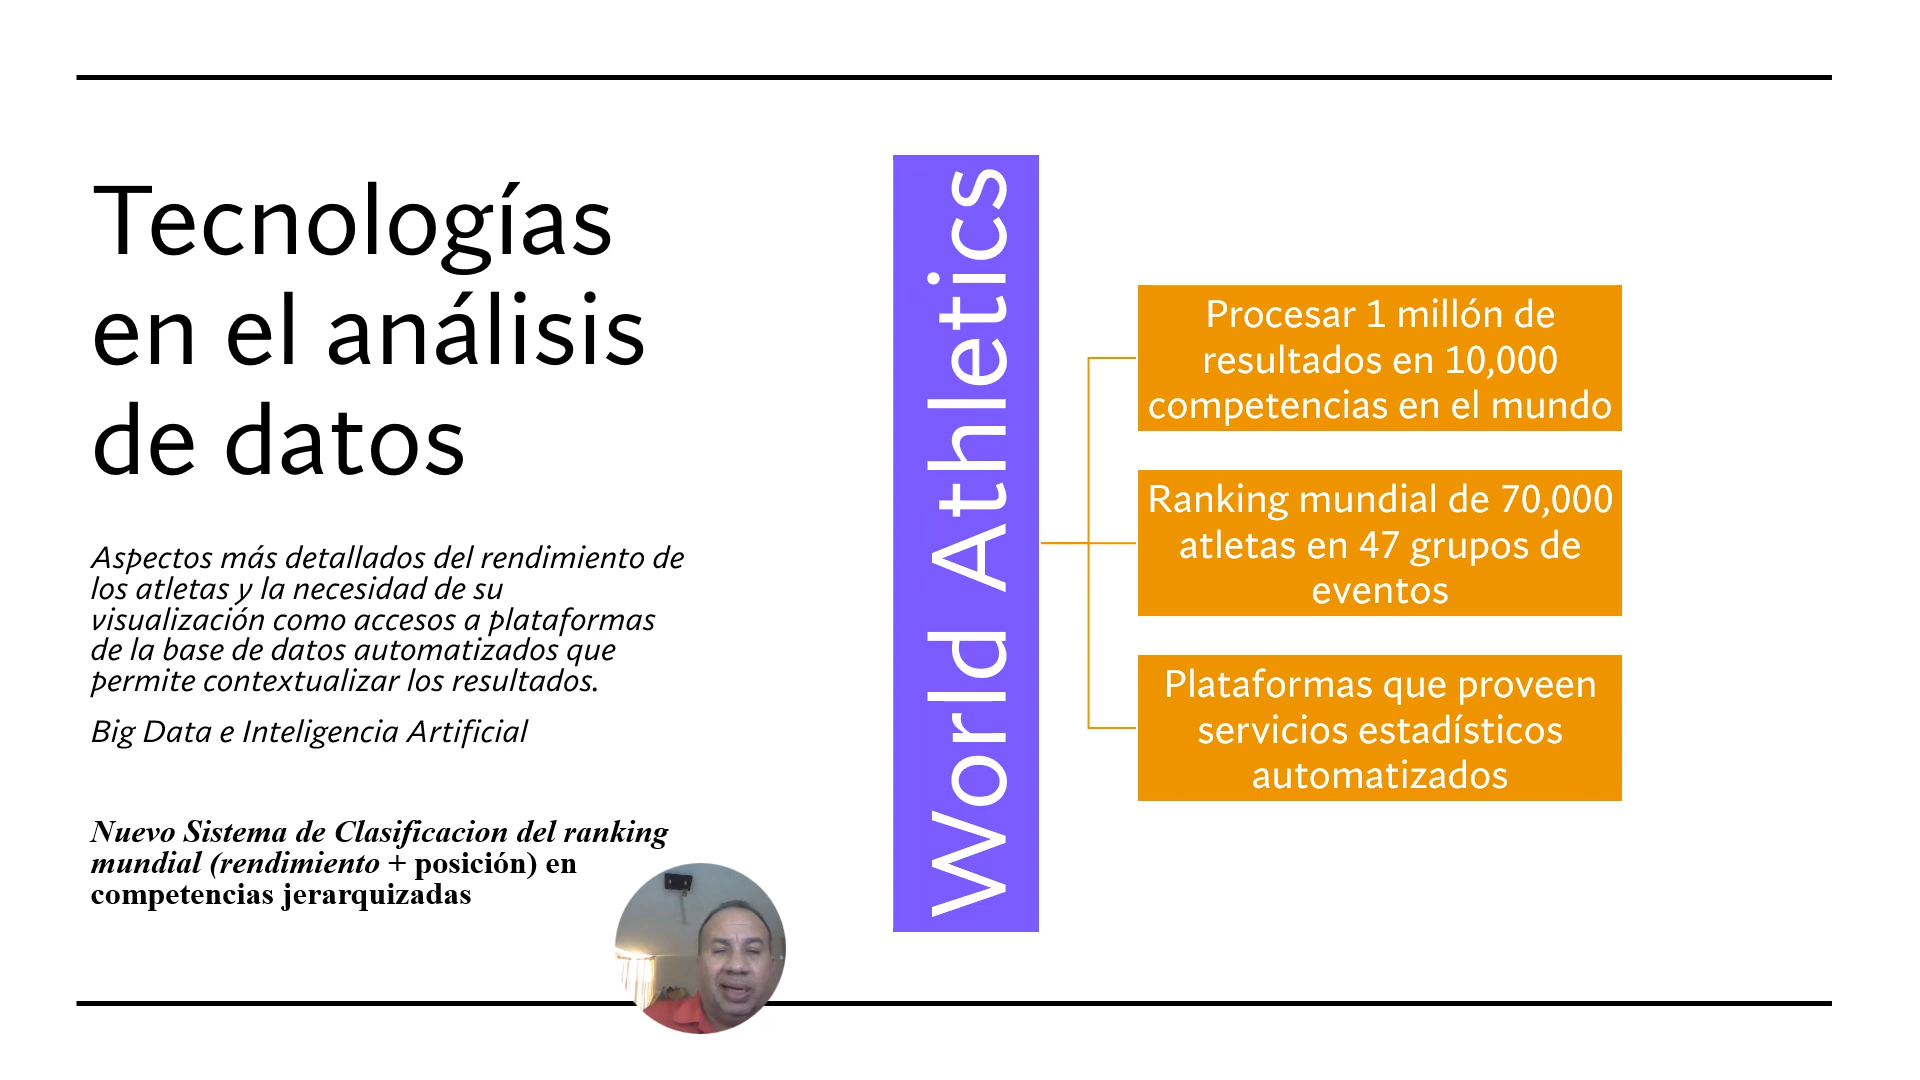 Tecnologías
en el análisis
de datos
Aspectos más detallados del rendimiento de
los atletas y la necesidad de su
visualización como accesos a plataformas
de la base de datos automatizados que
permite contextualizar los resultados.
Big Data e Inteligencia Artificial
Nuevo Sistema de Clasificacion del ranking
mundial (rendimiento + posición) en
competencias jerarquizadas
World Athletics
Procesar 1 millón de
resultados en 10,000
competencias en el mundo
Ranking mundial de 70,000
atletas en 47 grupos de
eventos
Plataformas que proveen
servicios estadísticos
automatizados